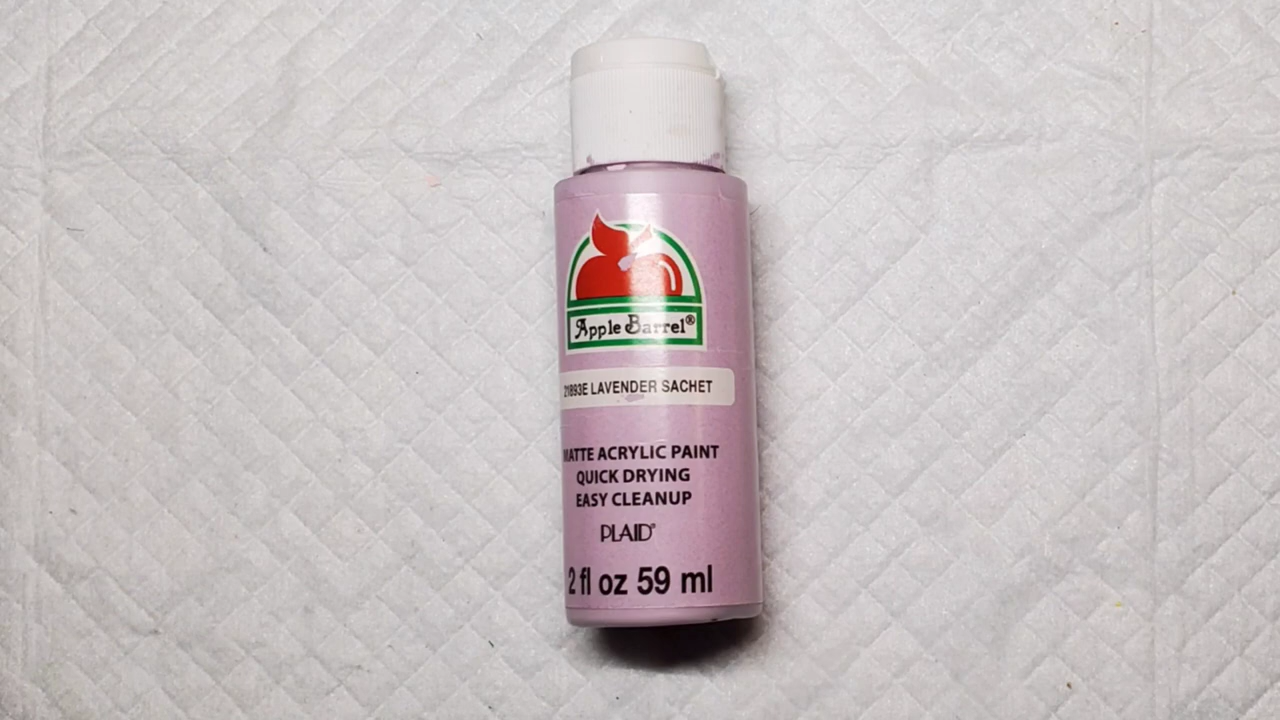 Apple Barrel®
21893E LAVENDER SACHET
MATTE ACRYLIC PAINT
QUICK DRYING
EASY CLEANUP
PLAID®
2 fl oz 59 ml